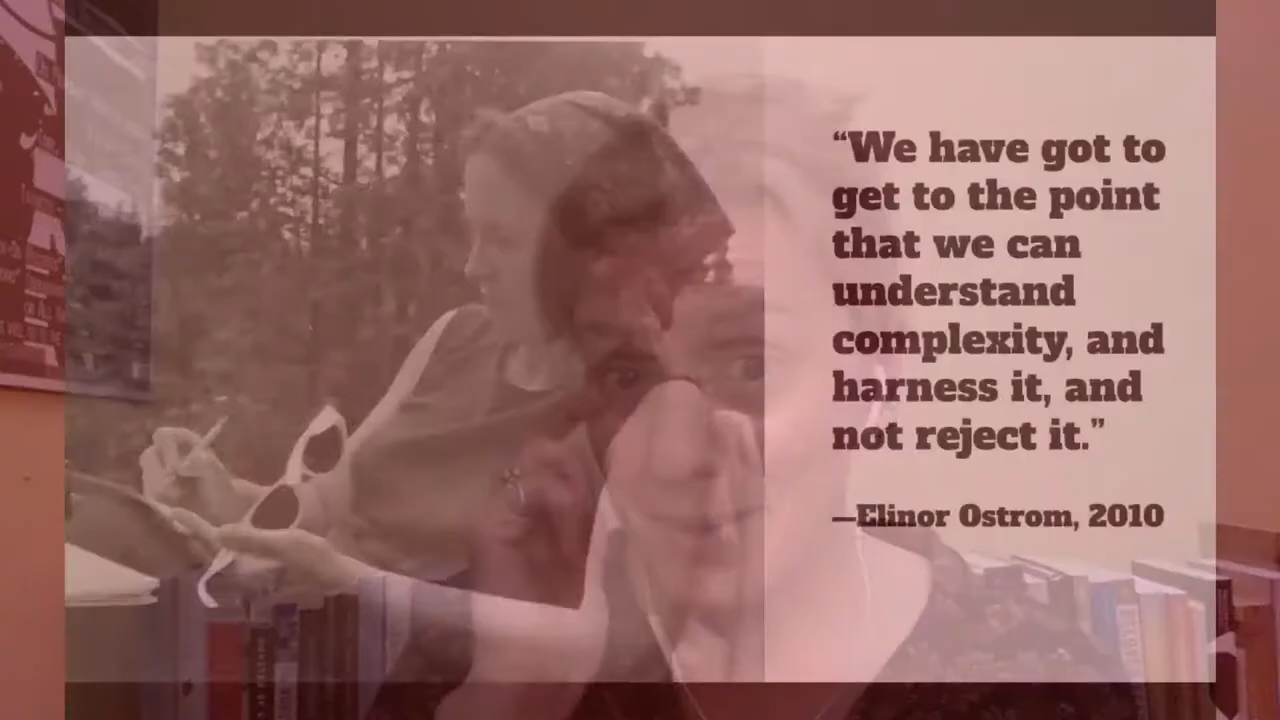 “We have got to
get to the point
that we can
understand
complexity, and
harness it, and
not reject it.”
—Elinor Ostrom, 2010